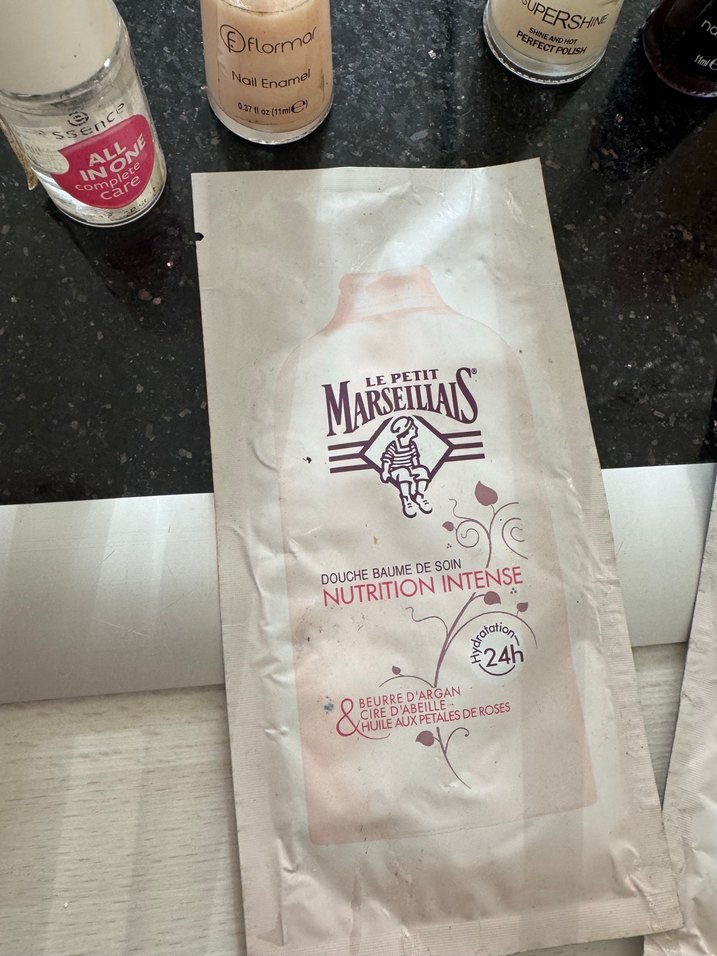 essence
ALL
IN ONE
complete
care
flormar
Nail Enamel
0.37 fl oz (11ml℮)
SUPERSHINE
SHINE AND HOT
PERFECT POLISH
na
11ml℮
LE PETIT
MARSEILLAIS®
DOUCHE BAUME DE SOIN
NUTRITION INTENSE
Hydratation
24h
& BEURRE D'ARGAN
CIRE D'ABEILLE
HUILE AUX PETALES DE ROSES